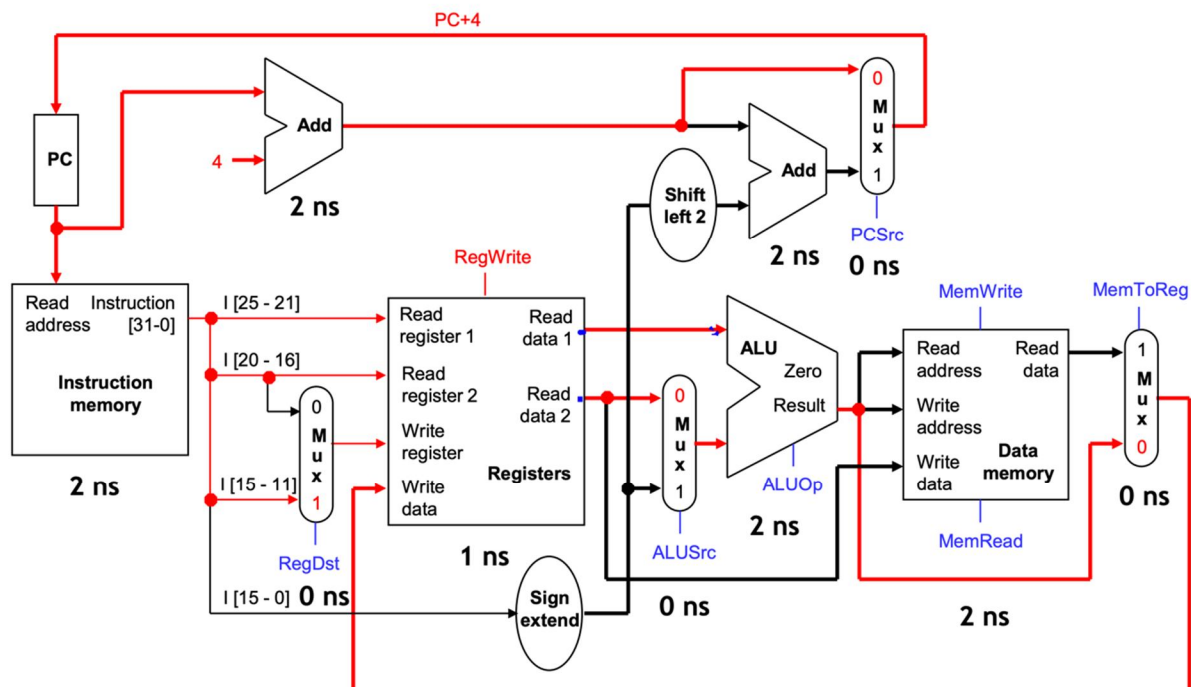 PC+4
PC
4
Add
2 ns
Shift
left 2
Add
2 ns
0
M
u
x
1
PCSrc
0 ns
Read
address
Instruction
[31-0]
Instruction
memory
2 ns
I [25 - 21]
I [20 - 16]
I [15 - 11]
I [15 - 0]
0
M
u
x
1
RegDst
0 ns
RegWrite
Read
register 1
Read
register 2
Write
register
Write
data
Read
data 1
Read
data 2
Registers
1 ns
Sign
extend
0
M
u
x
1
ALUSrc
0 ns
ALU
Zero
Result
ALUOp
2 ns
MemWrite
Read
address
Write
address
Write
data
Read
data
Data
memory
MemRead
2 ns
MemToReg
1
M
u
x
0
0 ns